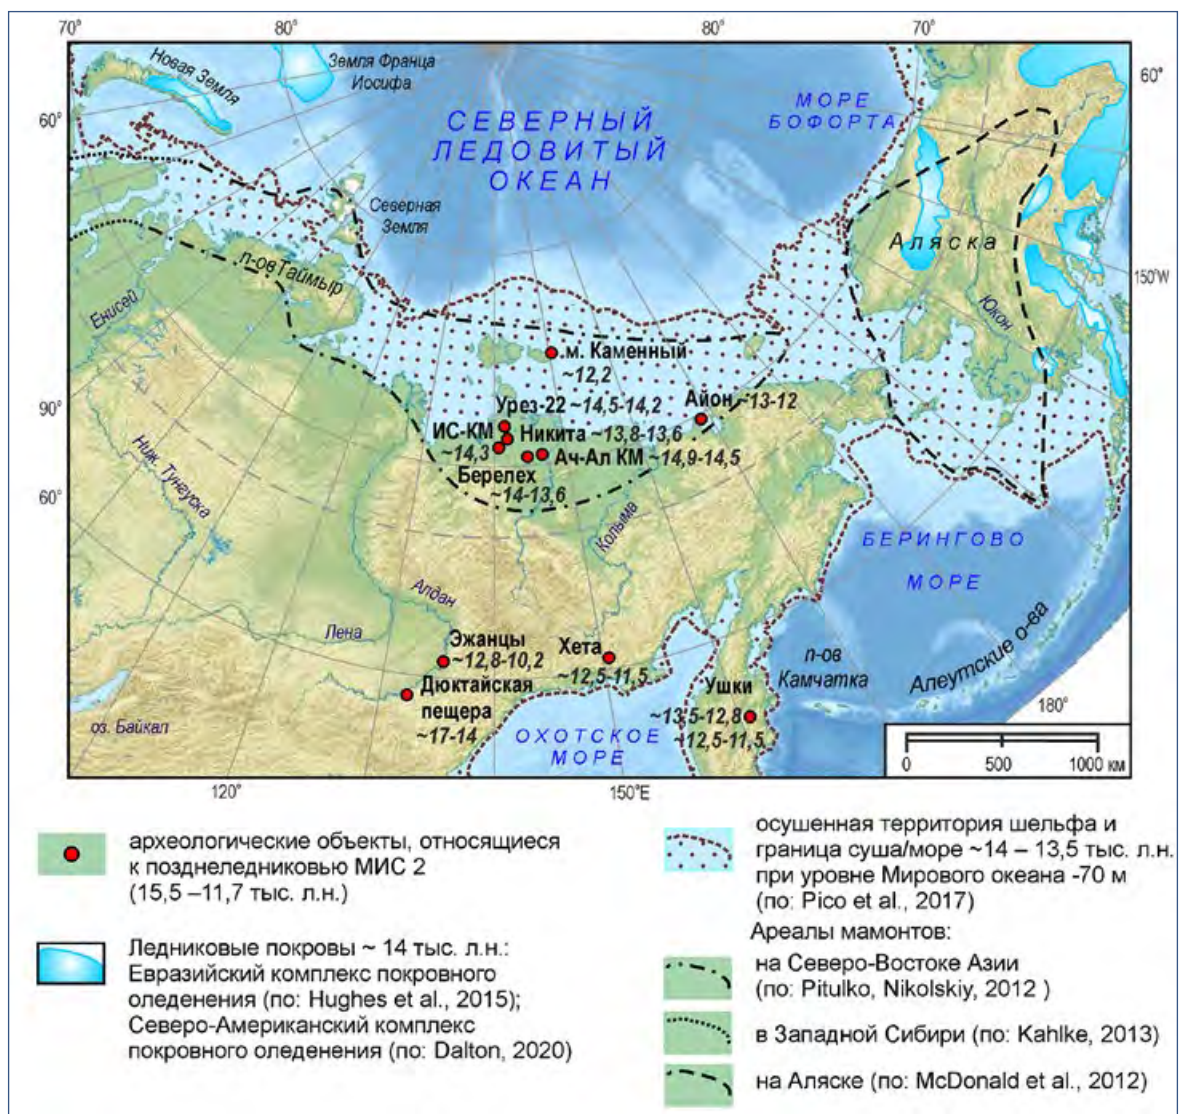 70°
80°
80°
70°
Новая Земля
Земля Франца
Иосифа
60°
60°
СЕВЕРНЫЙ
ЛЕДОВИТЫЙ
ОКЕАН
МОРЕ
БОФОРТА
Северная
Земля
п-ов Таймыр
Аляска
150°W
Енисей
Юкон
м. Каменный
~12,2
90°
Урез-22 ~14,5-14,2
Айон ~13-12
ИС-КМ
~14,3
Никита ~13,8-13,6
Ач-Ал КМ ~14,9-14,5
Берелех
~14-13,6
Ниж. Тунгуска
60°
Колыма
БЕРИНГОВО
МОРЕ
Алдан
Лена
Эжанцы
~12,8-10,2
Хета
~12,5-11,5
п-ов
Камчатка
Алеутские о-ва
Дюктайская
пещера
~17-14
Ушки
~13,5-12,8
~12,5-11,5
оз. Байкал
ОХОТСКОЕ
МОРЕ
180°
0 500 1000 км
120°
150°E
археологические объекты, относящиеся
к позднеледниковью МИС 2
(15,5 –11,7 тыс. л.н.)
Ледниковые покровы ~ 14 тыс. л.н.:
Евразийский комплекс покровного
оледенения (по: Hughes et al., 2015);
Северо-Американский комплекс
покровного оледенения (по: Dalton, 2020)
осушенная территория шельфа и
граница суша/море ~14 – 13,5 тыс. л.н.
при уровне Мирового океана -70 м
(по: Pico et al., 2017)
Ареалы мамонтов:
на Северо-Востоке Азии
(по: Pitulko, Nikolskiy, 2012 )
в Западной Сибири (по: Kahlke, 2013)
на Аляске (по: McDonald et al., 2012)